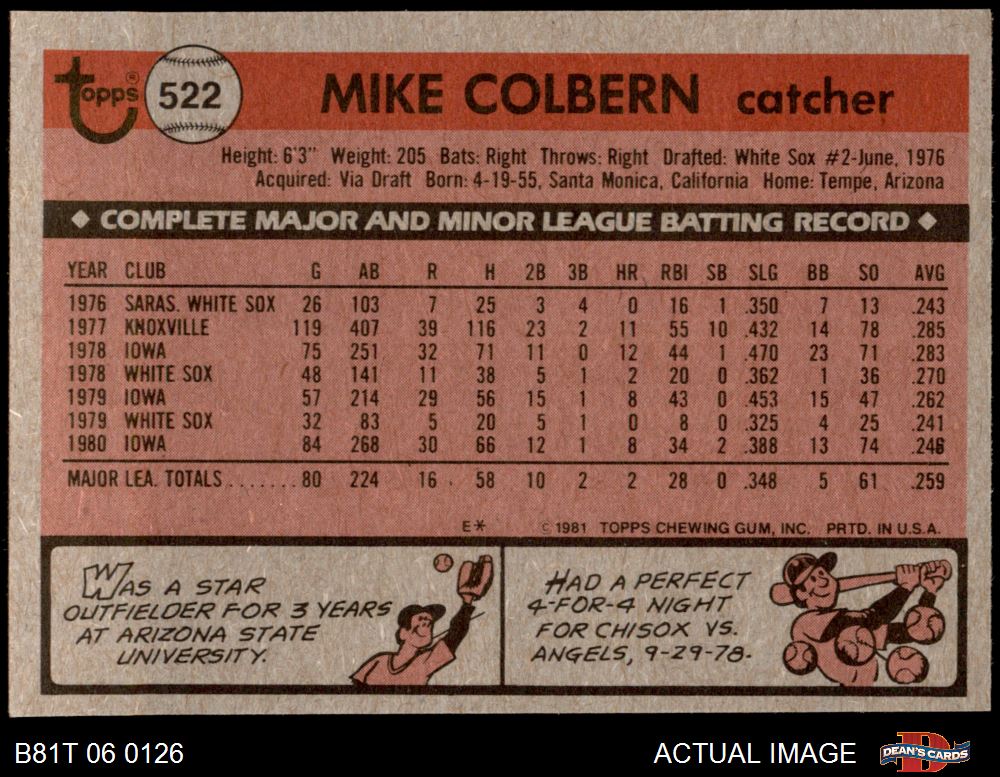 Topps® 522 MIKE COLBERN catcher
Height: 6'3" Weight: 205 Bats: Right Throws: Right Drafted: White Sox #2-June, 1976
Acquired: Via Draft Born: 4-19-55, Santa Monica, California Home: Tempe, Arizona
◆ COMPLETE MAJOR AND MINOR LEAGUE BATTING RECORD ◆
YEAR CLUB G AB R H 2B 3B HR RBI SB SLG BB SO AVG
1976 SARAS. WHITE SOX 26 103 7 25 3 4 0 16 1 .350 7 13 .243
1977 KNOXVILLE 119 407 39 116 23 2 11 55 10 .432 14 78 .285
1978 IOWA 75 251 32 71 11 0 12 44 1 .470 23 71 .283
1978 WHITE SOX 48 141 11 38 5 1 2 20 0 .362 1 36 .270
1979 IOWA 57 214 29 56 15 1 8 43 0 .453 15 47 .262
1979 WHITE SOX 32 83 5 20 5 1 0 8 0 .325 4 25 .241
1980 IOWA 84 268 30 66 12 1 8 34 2 .388 13 74 .246
MAJOR LEA. TOTALS....... 80 224 16 58 10 2 2 28 0 .348 5 61 .259
E* © 1981 TOPPS CHEWING GUM, INC. PRTD. IN U.S.A.
WAS A STAR
OUTFIELDER FOR 3 YEARS
AT ARIZONA STATE
UNIVERSITY.
HAD A PERFECT
4-FOR-4 NIGHT
FOR CHISOX VS.
ANGELS, 9-29-78.
B81T 06 0126 ACTUAL IMAGE DEAN'S CARDS